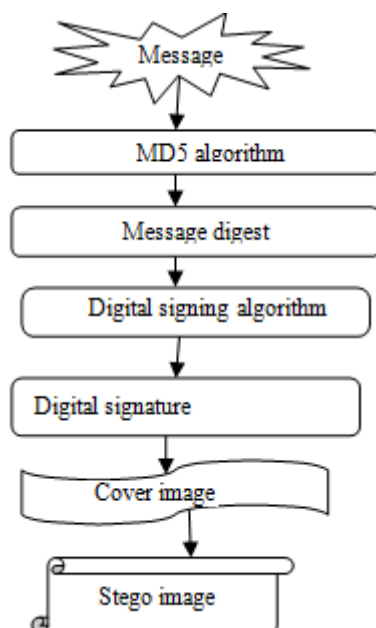 Message
MD5 algorithm
Message digest
Digital signing algorithm
Digital signature
Cover image
Stego image